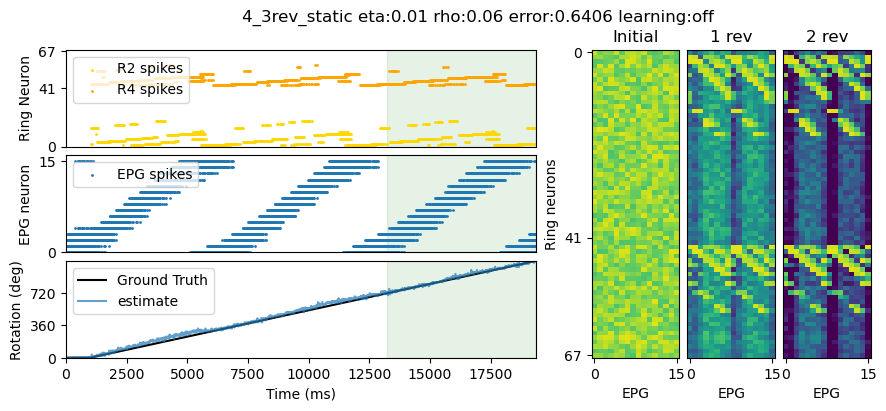 4_3rev_static eta:0.01 rho:0.06 error:0.6406 learning:off
Initial
1 rev
2 rev
Ring Neuron
67
41
0
R2 spikes
R4 spikes
EPG neuron
15
0
EPG spikes
Rotation (deg)
720
360
0
Ground Truth
estimate
0
2500
5000
7500
10000
12500
15000
17500
Time (ms)
Ring neurons
0
41
67
0
15
0
15
0
15
EPG
EPG
EPG